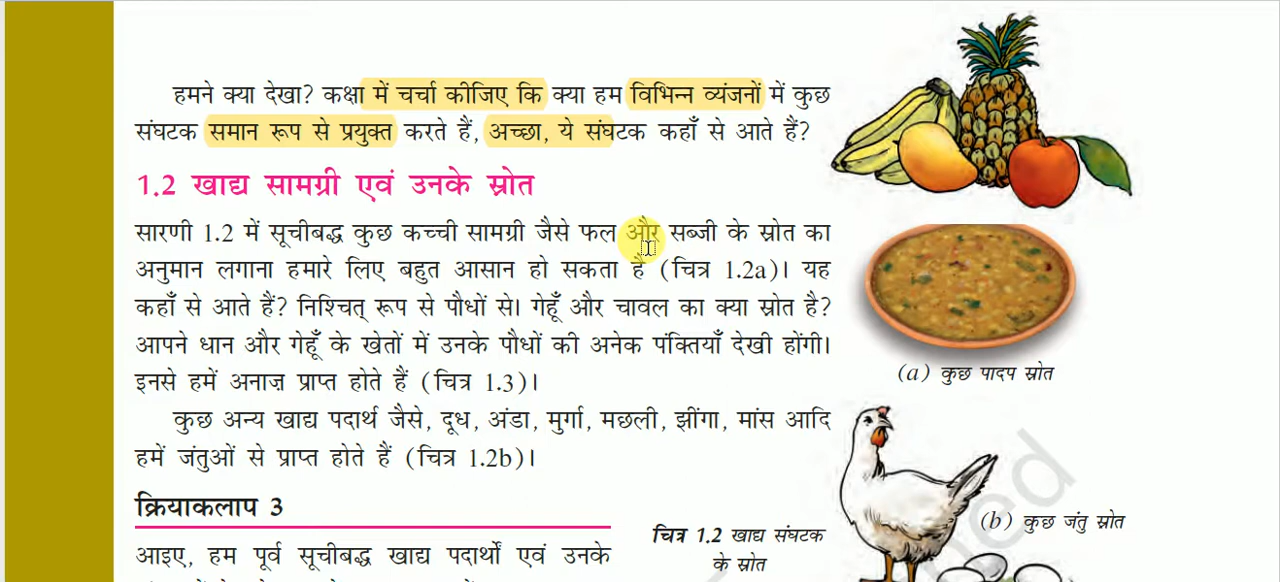 हमने क्या देखा? कक्षा में चर्चा कीजिए कि क्या हम विभिन्न व्यंजनों में कुछ
संघटक समान रूप से प्रयुक्त करते हैं, अच्छा, ये संघटक कहाँ से आते हैं?
1.2 खाद्य सामग्री एवं उनके स्रोत
सारणी 1.2 में सूचीबद्ध कुछ कच्ची सामग्री जैसे फल और सब्जी के स्रोत का
अनुमान लगाना हमारे लिए बहुत आसान हो सकता है (चित्र 1.2a)। यह
कहाँ से आते हैं? निश्चित् रूप से पौधों से। गेहूँ और चावल का क्या स्रोत है?
आपने धान और गेहूँ के खेतों में उनके पौधों की अनेक पंक्तियाँ देखी होंगी।
इनसे हमें अनाज़ प्राप्त होते हैं (चित्र 1.3)।
कुछ अन्य खाद्य पदार्थ जैसे, दूध, अंडा, मुर्गा, मछली, झींगा, मांस आदि
हमें जंतुओं से प्राप्त होते हैं (चित्र 1.2b)।
क्रियाकलाप 3
आइए, हम पूर्व सूचीबद्ध खाद्य पदार्थों एवं उनके
(a) कुछ पादप स्रोत
(b) कुछ जंतु स्रोत
चित्र 1.2 खाद्य संघटक
के स्रोत